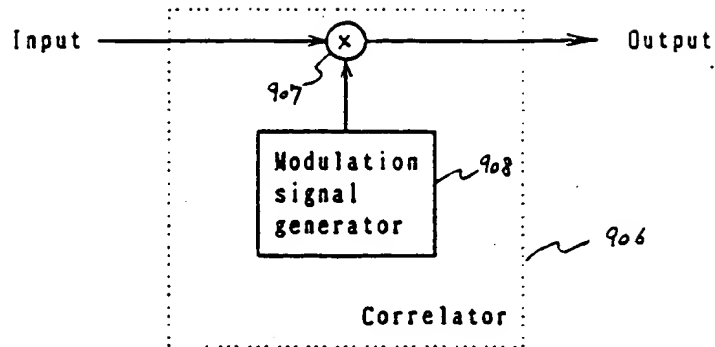 Input
×
Output
907
Modulation
signal
generator
908
906
Correlator